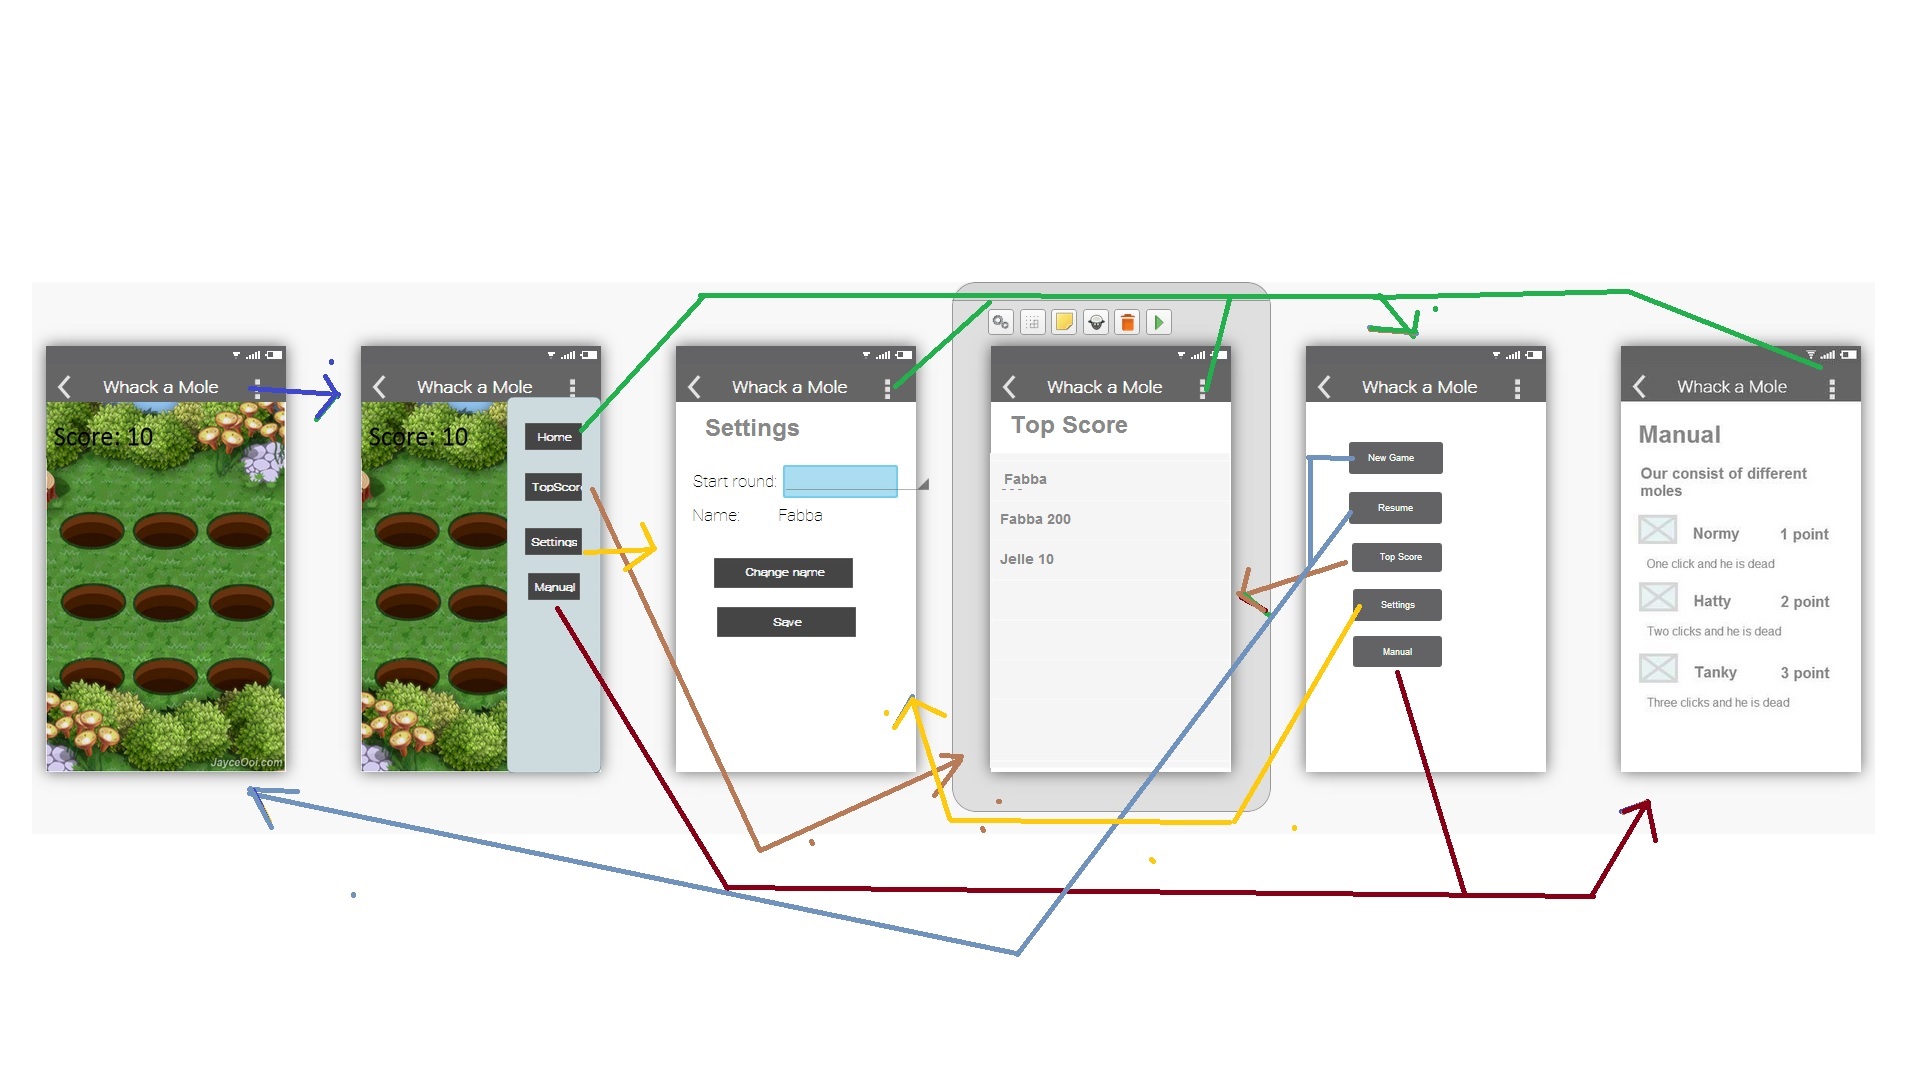 Whack a Mole
Score: 10
JayceOoi.com
Whack a Mole
Score: 10
Home
TopScor
Settings
Manual
Whack a Mole
Settings
Start round:
Name: Fabba
Change name
Save
Whack a Mole
Top Score
Fabba
Fabba 200
Jelle 10
Whack a Mole
New Game
Resume
Top Score
Settings
Manual
Whack a Mole
Manual
Our consist of different
moles
Normy 1 point
One click and he is dead
Hatty 2 point
Two clicks and he is dead
Tanky 3 point
Three clicks and he is dead